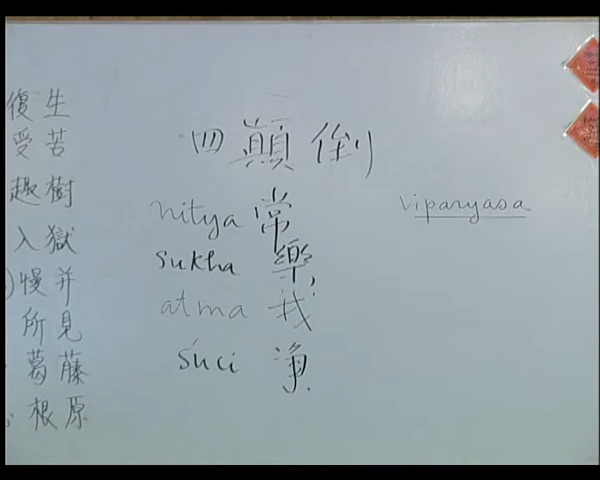 復生
受苦
趣樹
入獄
)慢并
所見
葛藤
根原
四顛倒
nitya 常
viparyasa
sukha 樂,
atma 我
śuci 淨